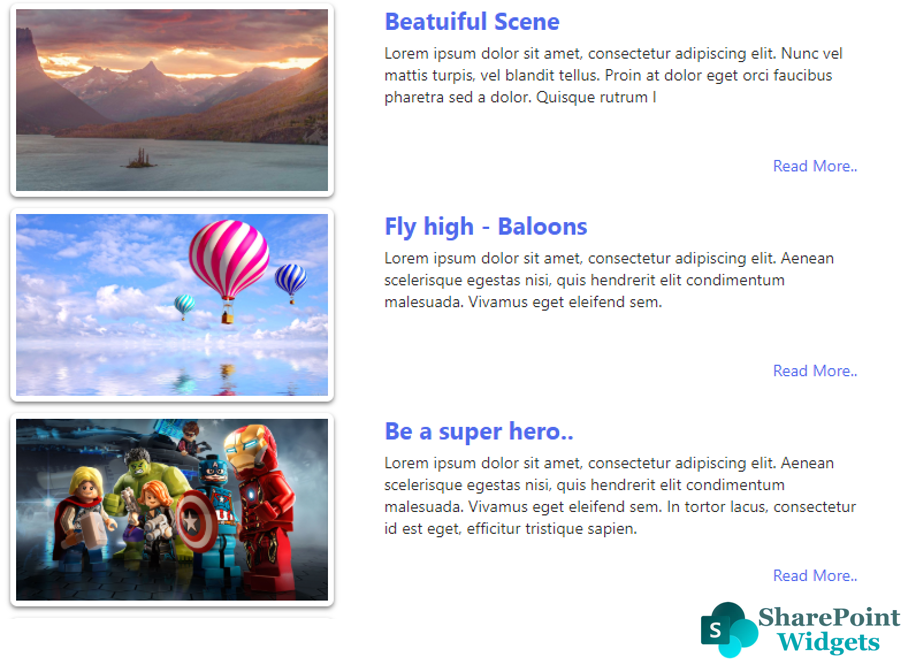 Beatuiful Scene
Lorem ipsum dolor sit amet, consectetur adipiscing elit. Nunc vel
mattis turpis, vel blandit tellus. Proin at dolor eget orci faucibus
pharetra sed a dolor. Quisque rutrum l
Read More..
Fly high - Baloons
Lorem ipsum dolor sit amet, consectetur adipiscing elit. Aenean
scelerisque egestas nisi, quis hendrerit elit condimentum
malesuada. Vivamus eget eleifend sem.
Read More..
Be a super hero..
Lorem ipsum dolor sit amet, consectetur adipiscing elit. Aenean
scelerisque egestas nisi, quis hendrerit elit condimentum
malesuada. Vivamus eget eleifend sem. In tortor lacus, consectetur
id est eget, efficitur tristique sapien.
Read More..
S
SharePoint
Widgets